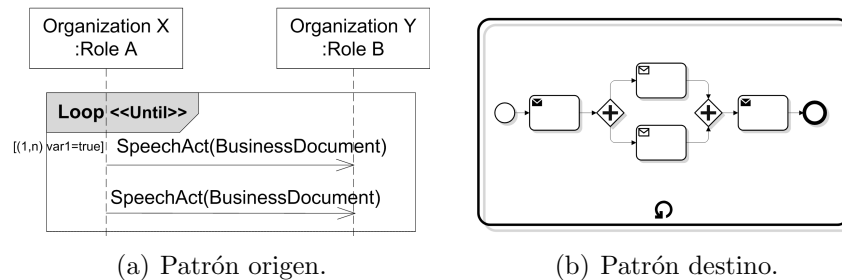 Organization X
:Role A
Organization Y
:Role B
Loop <<Until>>
[(1,n) var1=true]
SpeechAct(BusinessDocument)
SpeechAct(BusinessDocument)
(a) Patrón origen.
(b) Patrón destino.